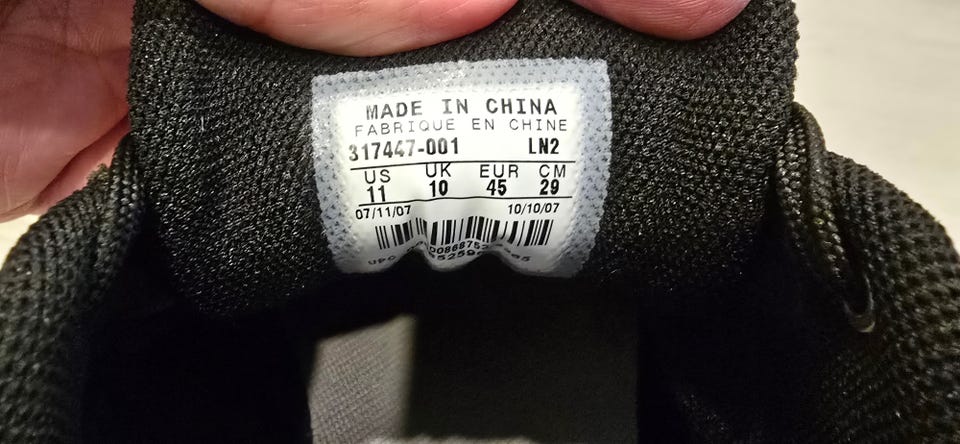 MADE IN CHINA
FABRIQUE EN CHINE
317447-001 LN2
US UK EUR CM
11 10 45 29
07/11/07 10/10/07
UPC